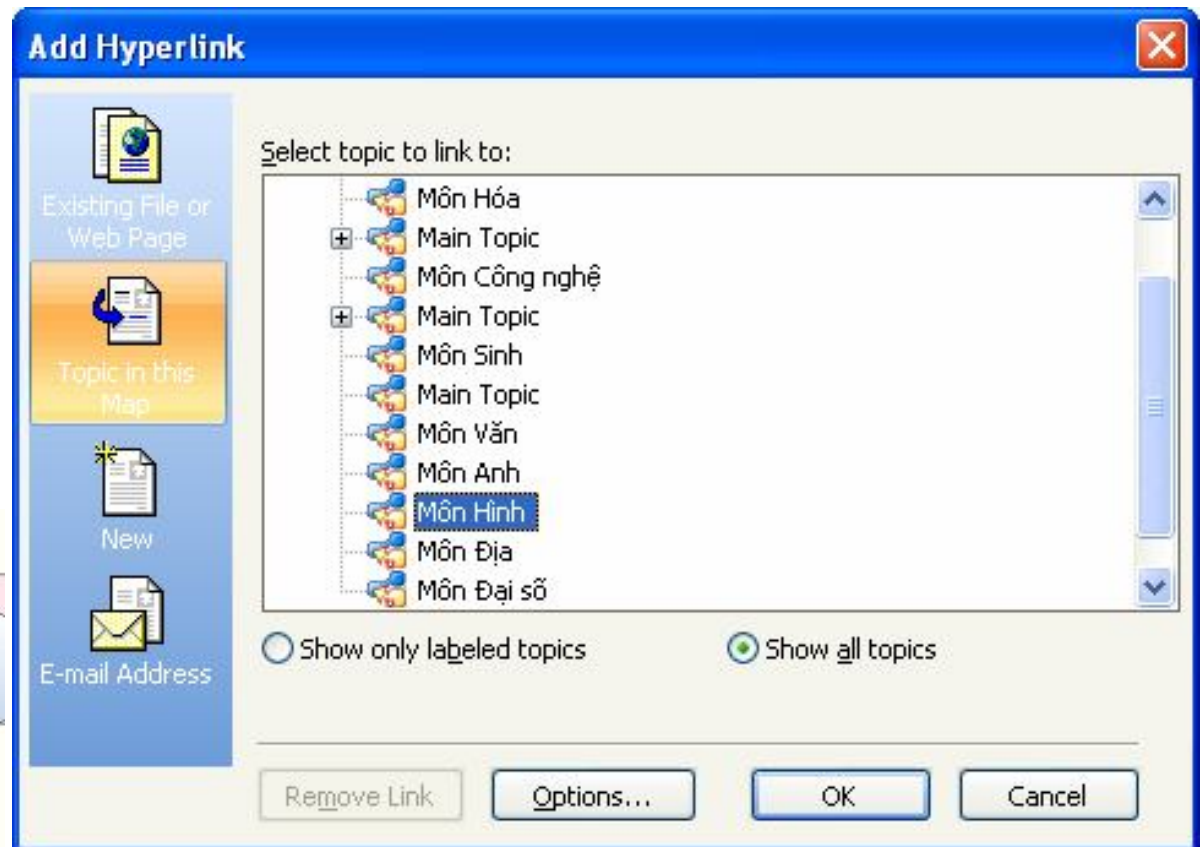 Add Hyperlink
Existing File or
Web Page
Topic in this
Map
New
E-mail Address
Select topic to link to:
Môn Hóa
Main Topic
Môn Công nghệ
Main Topic
Môn Sinh
Main Topic
Môn Văn
Môn Anh
Môn Hình
Môn Địa
Môn Đại số
Show only labeled topics
Show all topics
Remove Link
Options...
OK
Cancel